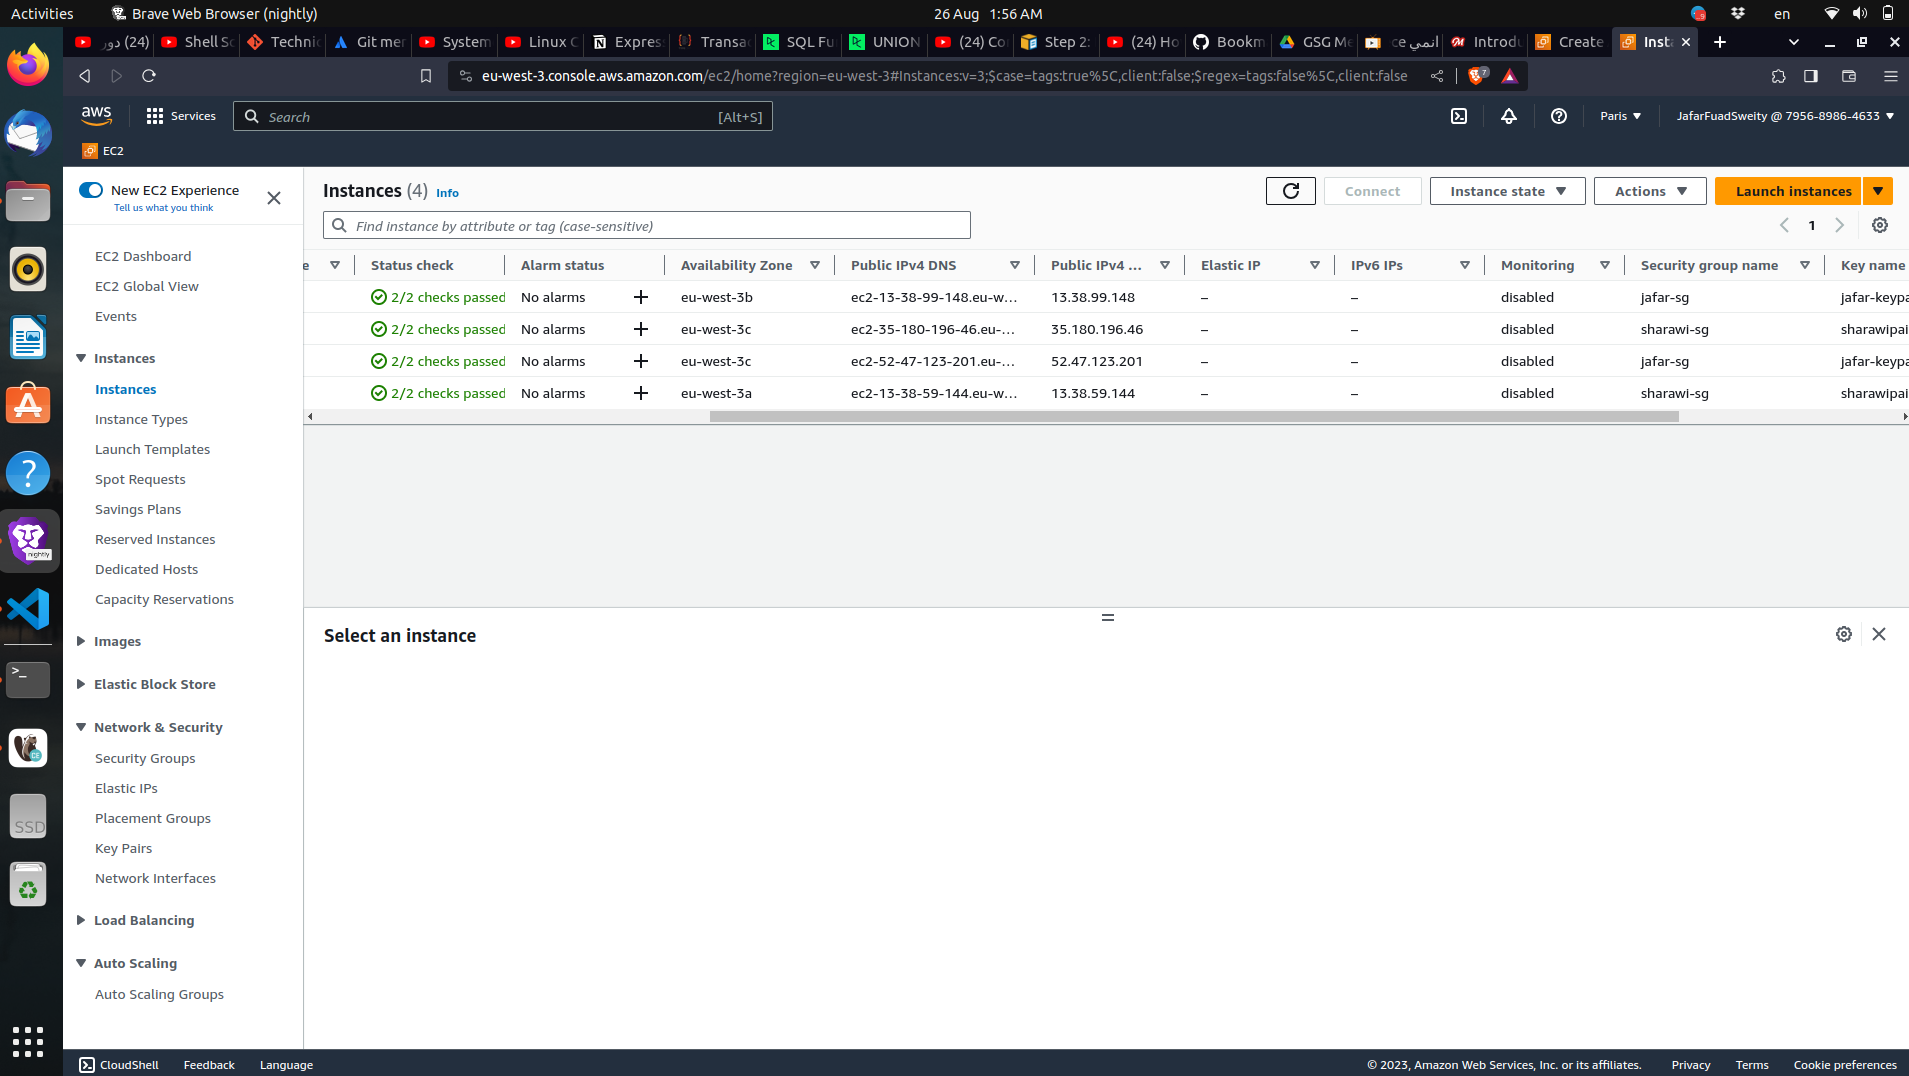 Activities
Brave Web Browser (nightly)
26 Aug 1:56 AM
en
(24) دور
Shell Sc
Technic
Git mer
System
Linux C
Expres
Transac
SQL Fu
UNION
(24) Co
Step 2:
(24) Ho
Bookm
GSG Me
انمي ce
Introdu
Create
Insta
eu-west-3.console.aws.amazon.com/ec2/home?region=eu-west-3#Instances:v=3;$case=tags:true%5C,client:false;$regex=tags:false%5C,client:false
7
aws
Services
Search
[Alt+S]
Paris
JafarFuadSweity @ 7956-8986-4633
EC2
New EC2 Experience
Tell us what you think
EC2 Dashboard
EC2 Global View
Events
Instances
Instances
Instance Types
Launch Templates
Spot Requests
Savings Plans
Reserved Instances
Dedicated Hosts
Capacity Reservations
Images
Elastic Block Store
Network & Security
Security Groups
Elastic IPs
Placement Groups
Key Pairs
Network Interfaces
Load Balancing
Auto Scaling
Auto Scaling Groups
Instances (4) Info
Connect
Instance state
Actions
Launch instances
Find instance by attribute or tag (case-sensitive)
1
e Status check Alarm status Availability Zone Public IPv4 DNS Public IPv4 ... Elastic IP IPv6 IPs Monitoring Security group name Key name
2/2 checks passed No alarms + eu-west-3b ec2-13-38-99-148.eu-w... 13.38.99.148 – – disabled jafar-sg jafar-keypa
2/2 checks passed No alarms + eu-west-3c ec2-35-180-196-46.eu-... 35.180.196.46 – – disabled sharawi-sg sharawipai
2/2 checks passed No alarms + eu-west-3c ec2-52-47-123-201.eu-... 52.47.123.201 – – disabled jafar-sg jafar-keypa
2/2 checks passed No alarms + eu-west-3a ec2-13-38-59-144.eu-w... 13.38.59.144 – – disabled sharawi-sg sharawipai
Select an instance
nightly
SSD
CloudShell
Feedback
Language
© 2023, Amazon Web Services, Inc. or its affiliates.
Privacy
Terms
Cookie preferences